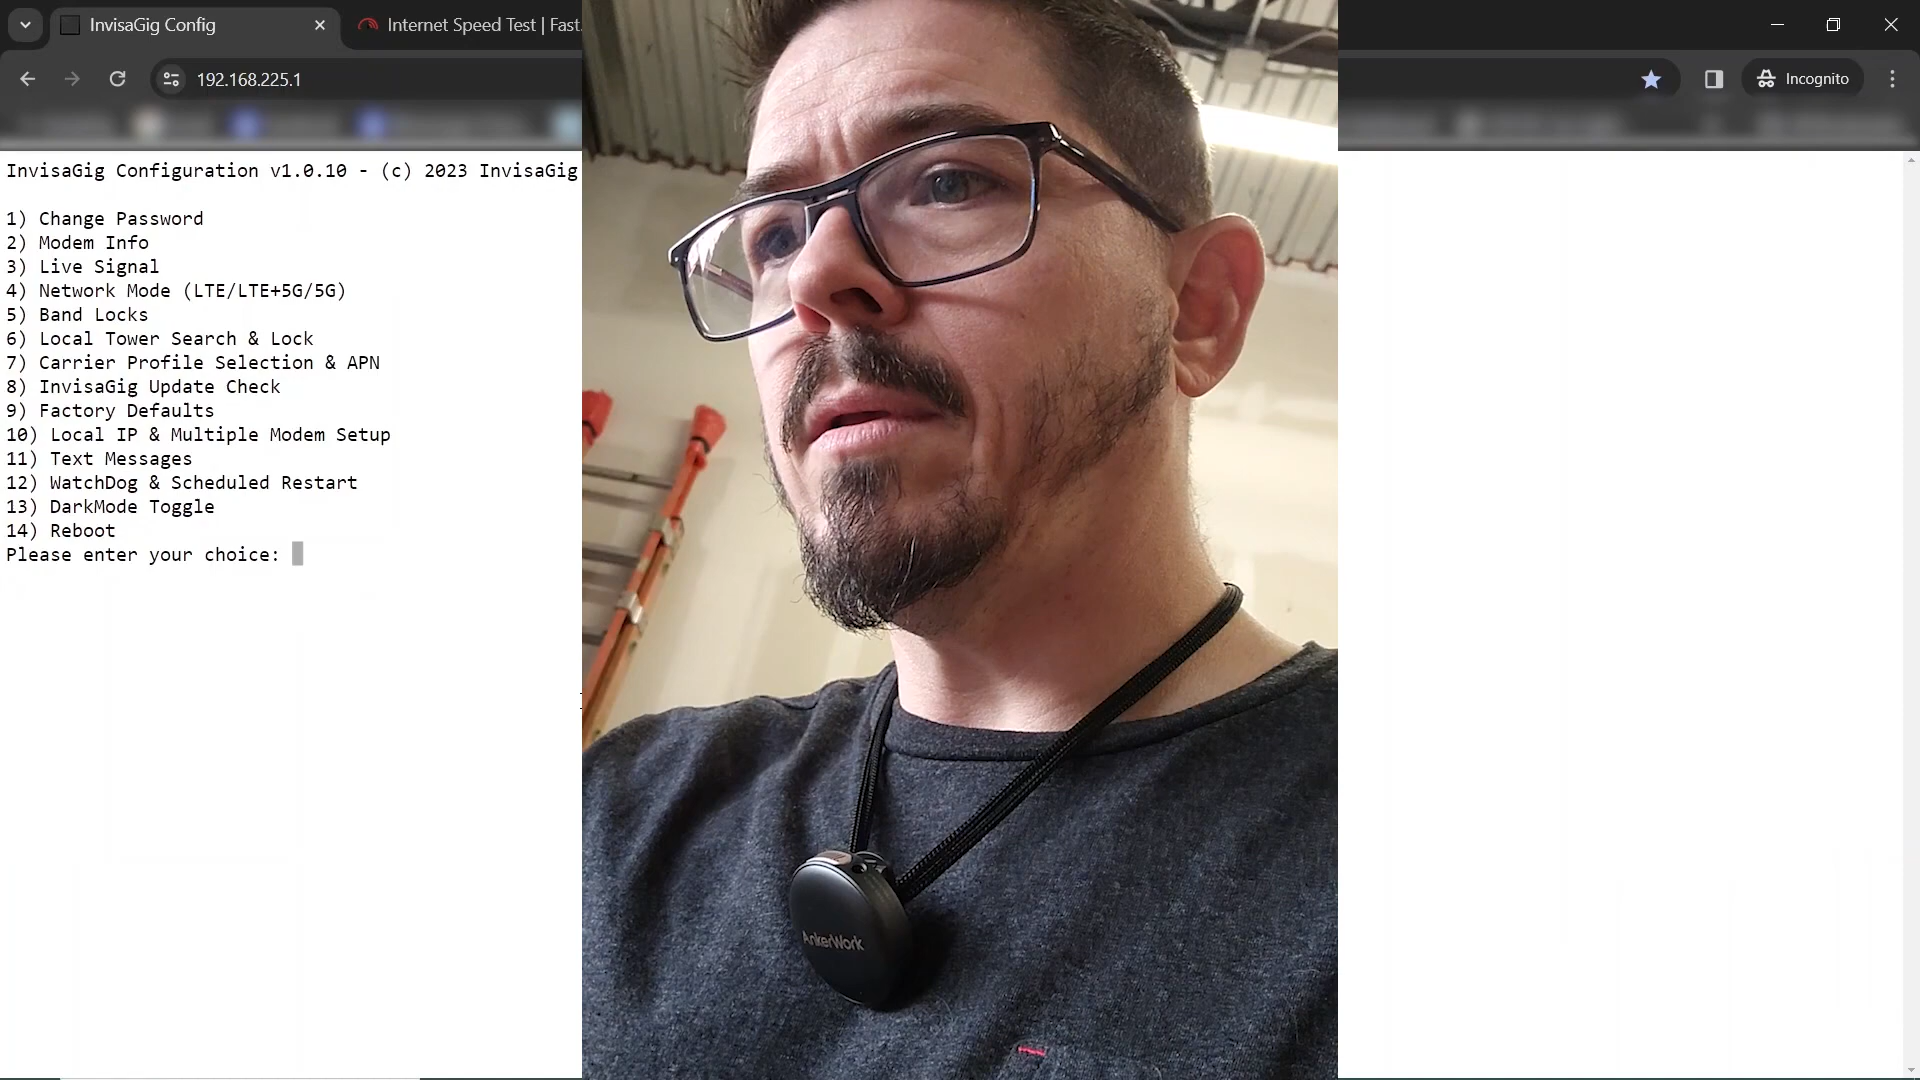 InvisaGig Config
Internet Speed Test | Fast.
192.168.225.1
Incognito
InvisaGig Configuration v1.0.10 - (c) 2023 InvisaGig
1) Change Password
2) Modem Info
3) Live Signal
4) Network Mode (LTE/LTE+5G/5G)
5) Band Locks
6) Local Tower Search & Lock
7) Carrier Profile Selection & APN
8) InvisaGig Update Check
9) Factory Defaults
10) Local IP & Multiple Modem Setup
11) Text Messages
12) WatchDog & Scheduled Restart
13) DarkMode Toggle
14) Reboot
Please enter your choice:
AnkerWork